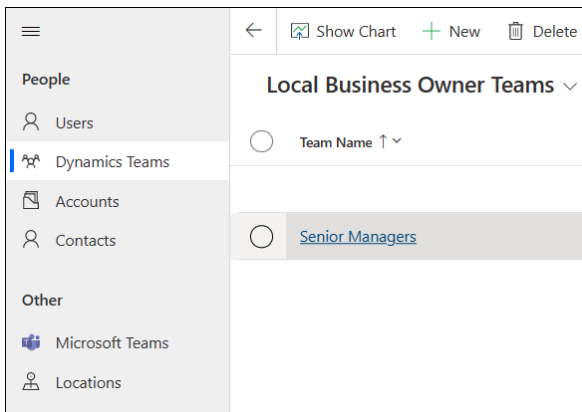 Show Chart New Delete
People
Local Business Owner Teams
Users
Team Name
Dynamics Teams
Accounts
Contacts
Senior Managers
Other
Microsoft Teams
Locations